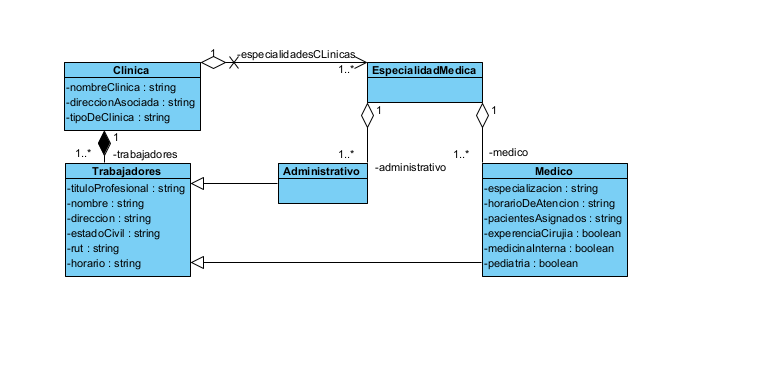 1
-especialidadesCLinicas
1..*
Clinica
-nombreClinica : string
-direccionAsociada : string
-tipoDeClinica : string
EspecialidadMedica
1
1..*
-trabajadores
1
1..*
-administrativo
1
1..*
-medico
Trabajadores
-tituloProfesional : string
-nombre : string
-direccion : string
-estadoCivil : string
-rut : string
-horario : string
Administrativo
Medico
-especializacion : string
-horarioDeAtencion : string
-pacientesAsignados : string
-experenciaCirujia : boolean
-medicinaInterna : boolean
-pediatria : boolean